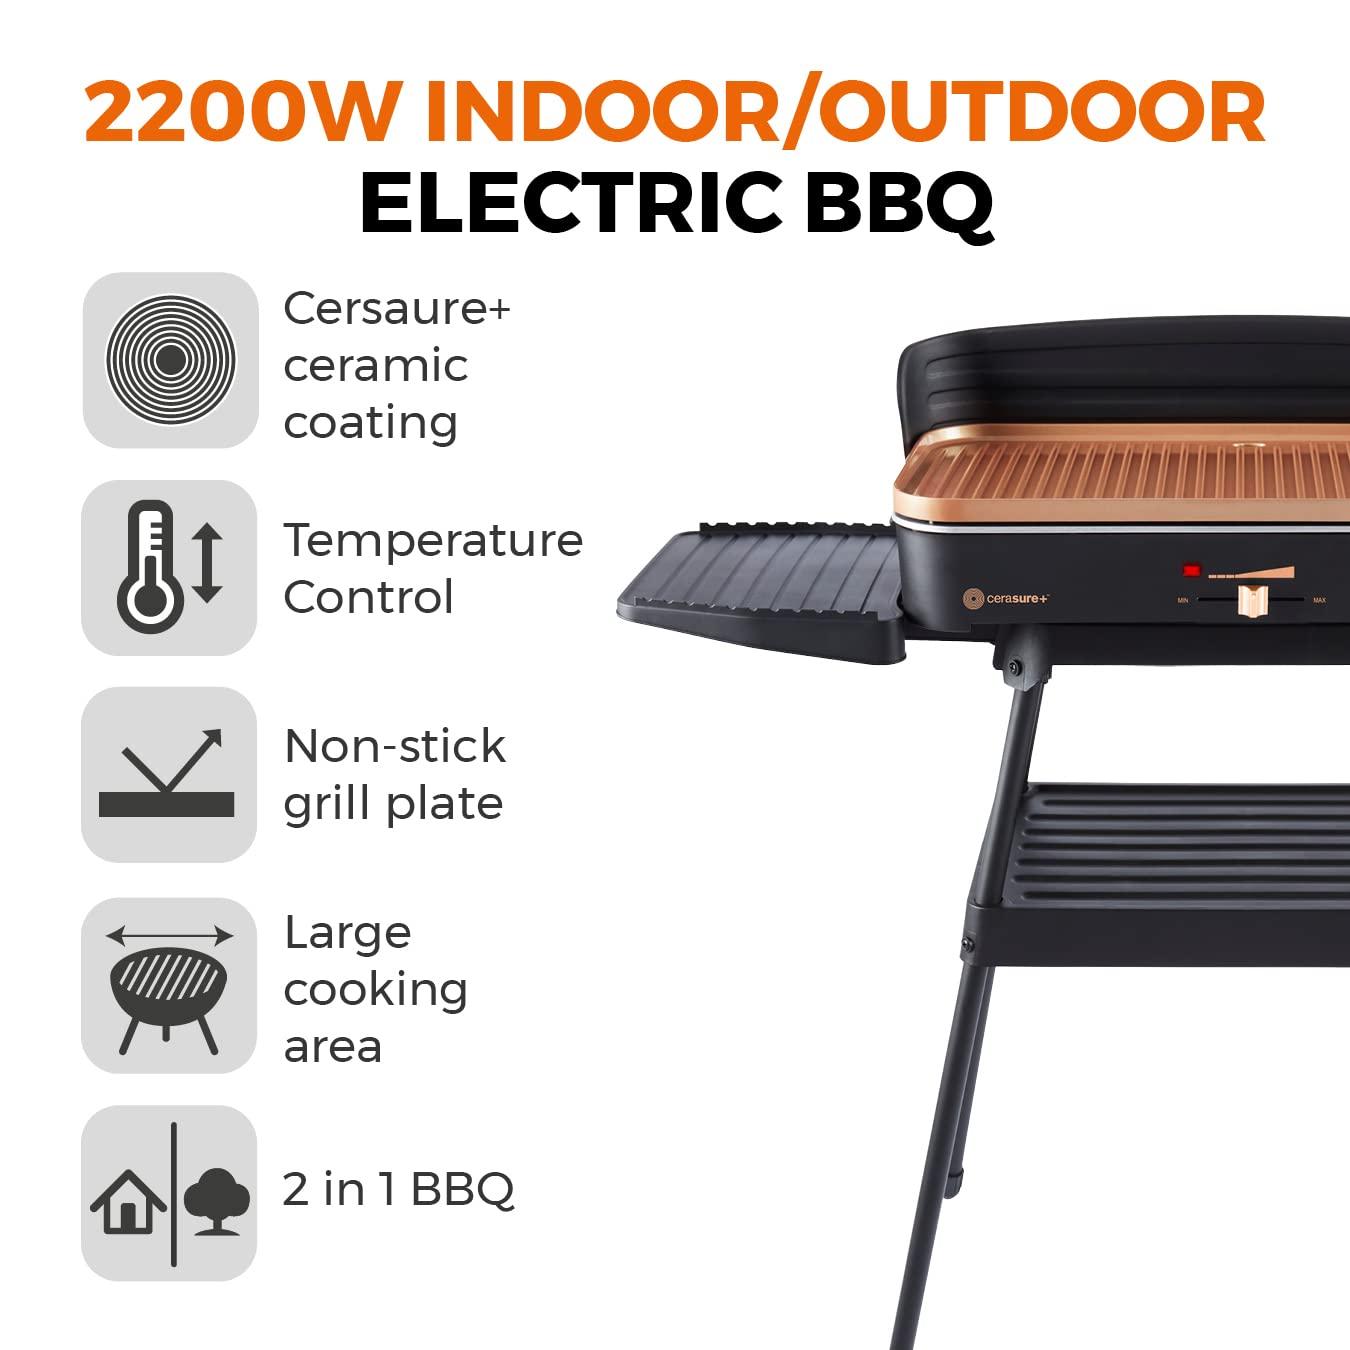 2200W INDOOR/OUTDOOR
ELECTRIC BBQ
Cersaure+
ceramic
coating
Temperature
Control
Non-stick
grill plate
Large
cooking
area
2 in 1 BBQ
cerasure+™
MIN
MAX